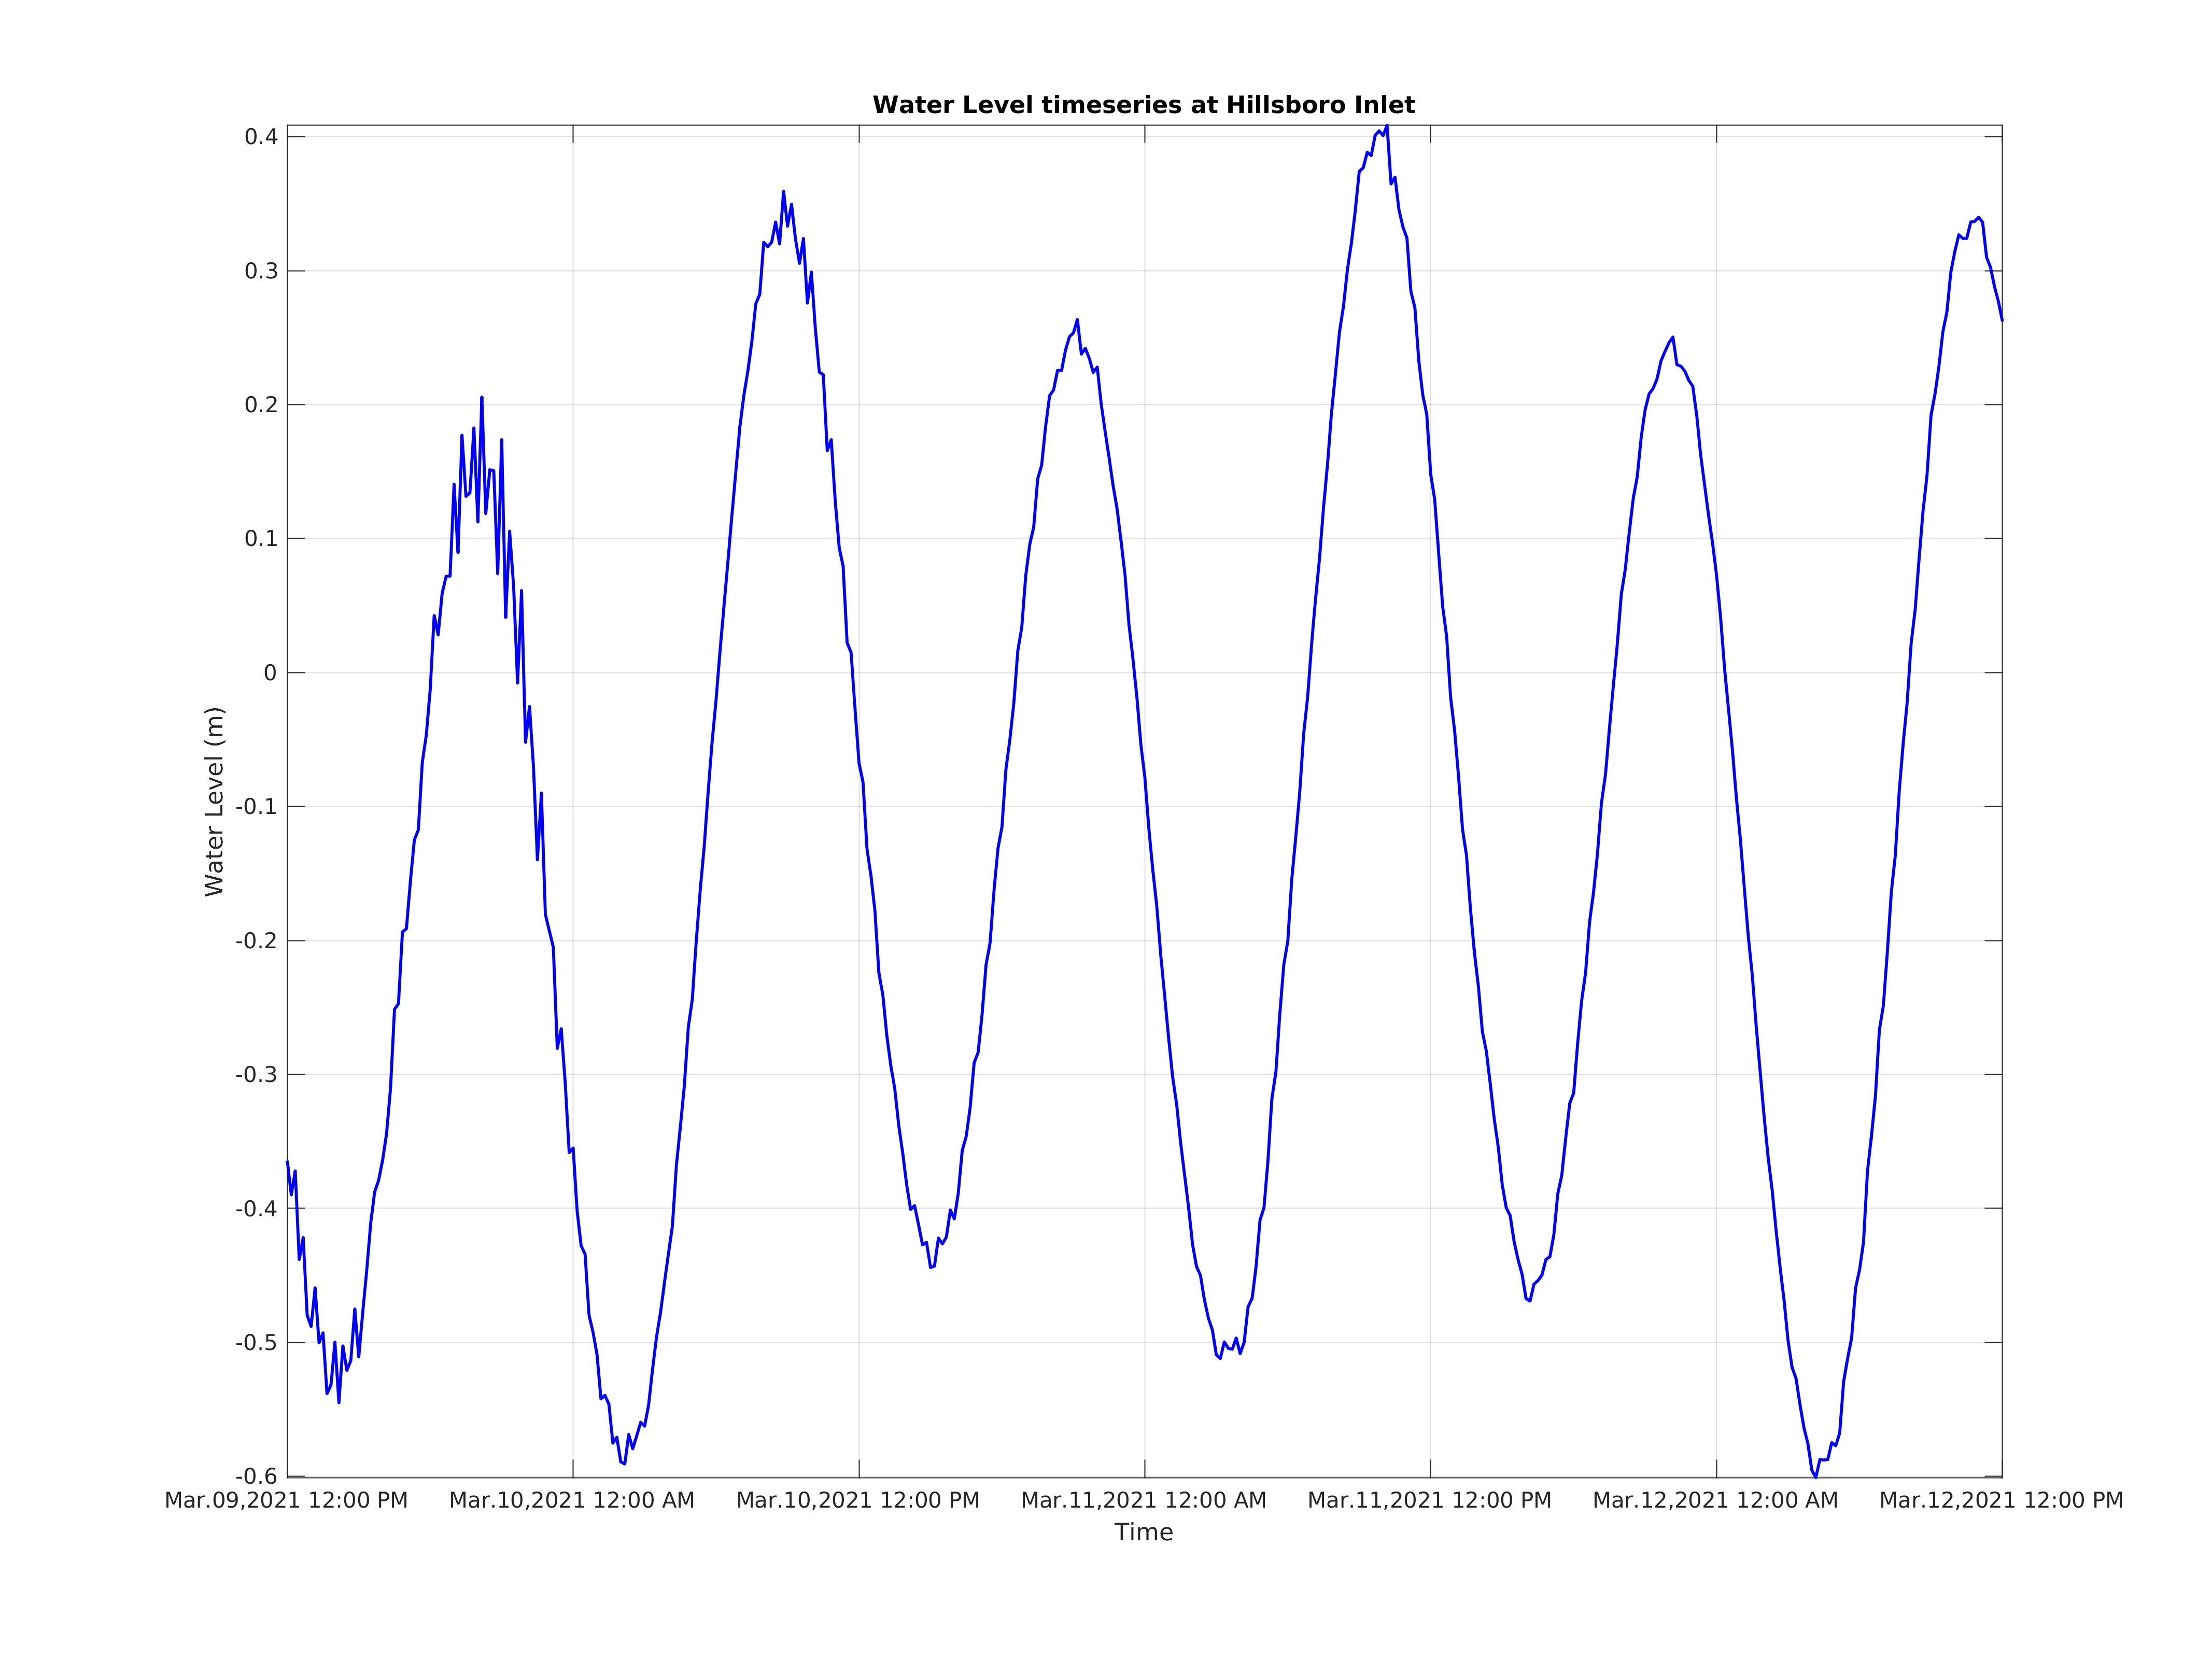 Water Level timeseries at Hillsboro Inlet
0.4
0.3
0.2
0.1
0
-0.1
-0.2
-0.3
-0.4
-0.5
-0.6
Water Level (m)
Mar.09,2021 12:00 PM Mar.10,2021 12:00 AM Mar.10,2021 12:00 PM Mar.11,2021 12:00 AM Mar.11,2021 12:00 PM Mar.12,2021 12:00 AM Mar.12,2021 12:00 PM
Time